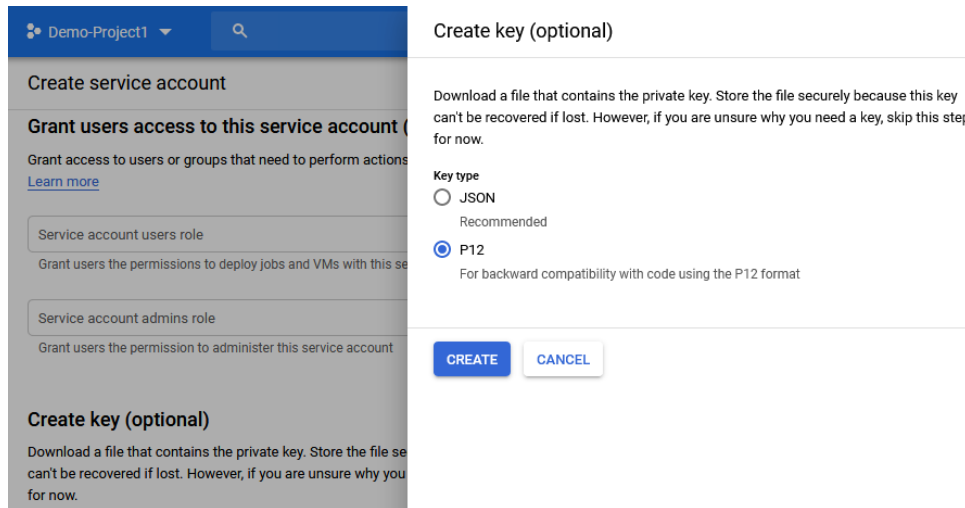 Demo-Project1
Create service account
Grant users access to this service account (
Grant access to users or groups that need to perform actions
Learn more
Service account users role
Grant users the permissions to deploy jobs and VMs with this se
Service account admins role
Grant users the permission to administer this service account
Create key (optional)
Download a file that contains the private key. Store the file se
can't be recovered if lost. However, if you are unsure why you
for now.
Create key (optional)
Download a file that contains the private key. Store the file securely because this key
can't be recovered if lost. However, if you are unsure why you need a key, skip this step
for now.
Key type
JSON
Recommended
P12
For backward compatibility with code using the P12 format
CREATE
CANCEL